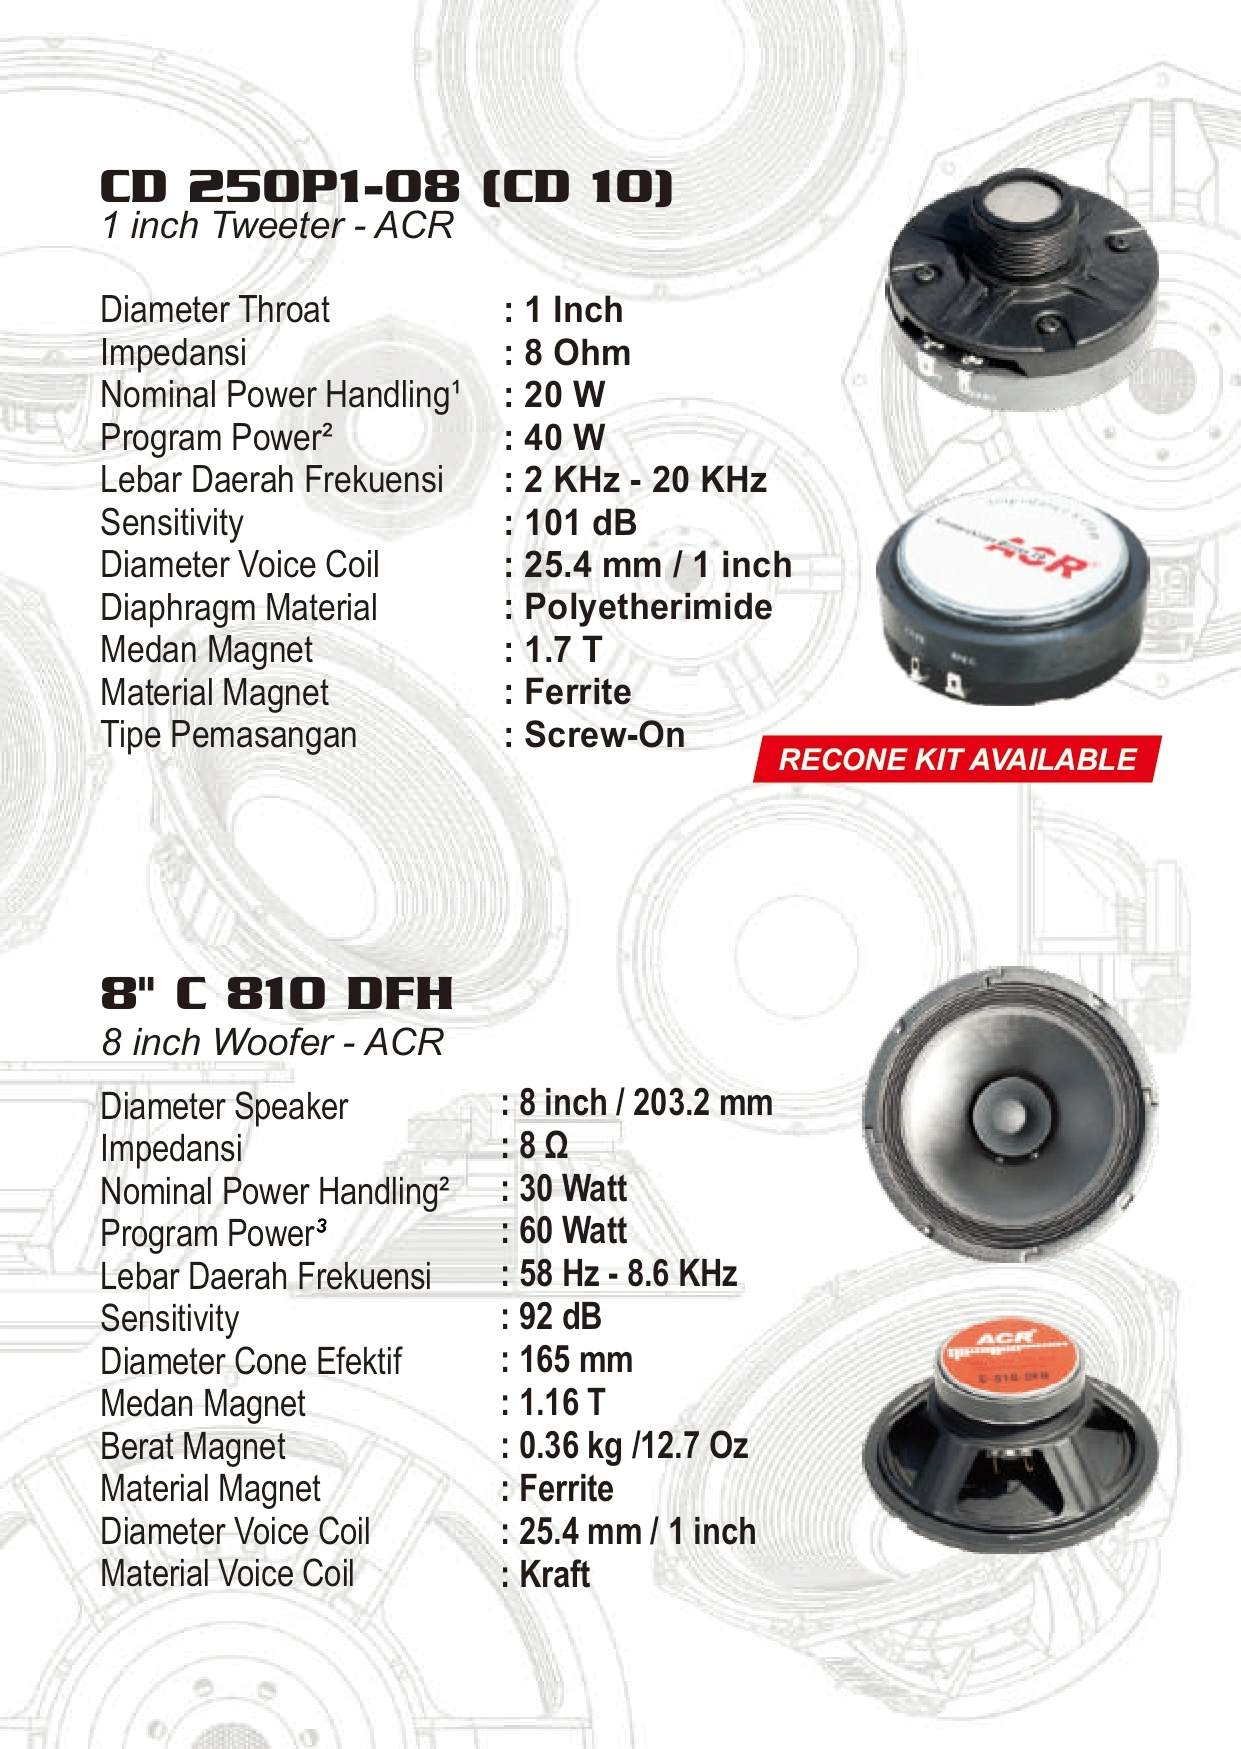 CD 250P1-08 (CD 10)
1 inch Tweeter - ACR
Diameter Throat : 1 Inch
Impedansi : 8 Ohm
Nominal Power Handling¹ : 20 W
Program Power² : 40 W
Lebar Daerah Frekuensi : 2 KHz - 20 KHz
Sensitivity : 101 dB
Diameter Voice Coil : 25.4 mm / 1 inch
Diaphragm Material : Polyetherimide
Medan Magnet : 1.7 T
Material Magnet : Ferrite
Tipe Pemasangan : Screw-On
ACR
RECONE KIT AVAILABLE
8" C 810 DFH
8 inch Woofer - ACR
Diameter Speaker : 8 inch / 203.2 mm
Impedansi : 8 Ω
Nominal Power Handling² : 30 Watt
Program Power³ : 60 Watt
Lebar Daerah Frekuensi : 58 Hz - 8.6 KHz
Sensitivity : 92 dB
Diameter Cone Efektif : 165 mm
Medan Magnet : 1.16 T
Berat Magnet : 0.36 kg /12.7 Oz
Material Magnet : Ferrite
Diameter Voice Coil : 25.4 mm / 1 inch
Material Voice Coil : Kraft
ACR
C 810 DFH